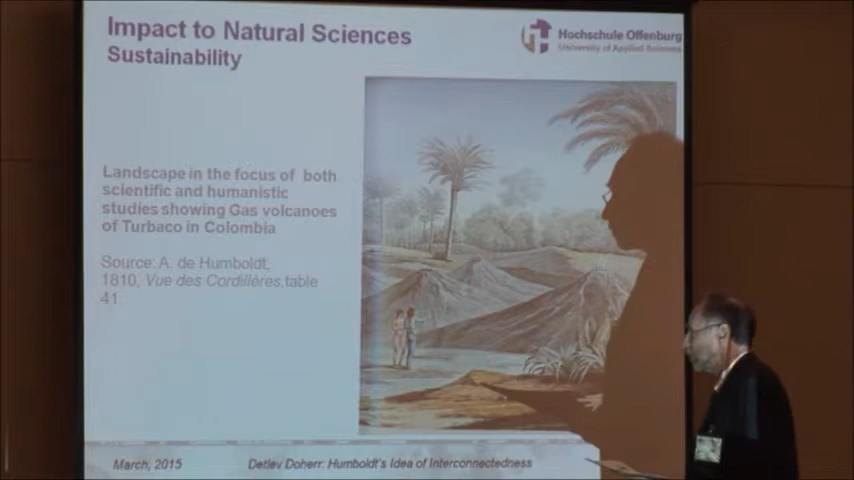 Impact to Natural Sciences
Sustainability
Hochschule Offenburg
University of Applied Sciences
Landscape in the focus of both
scientific and humanistic
studies showing Gas volcanoes
of Turbaco in Colombia
Source: A. de Humboldt,
1810, Vue des Cordillères,table
41
March, 2015
Detlev Doherr: Humboldt's Idea of Interconnectedness